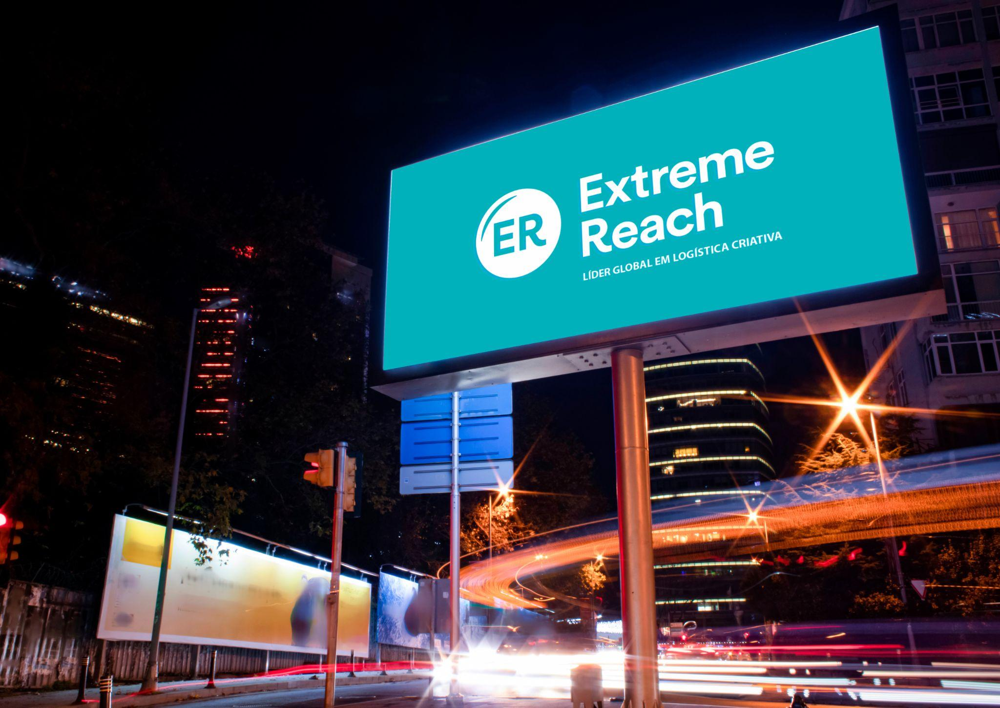 ER
Extreme
Reach
LÍDER GLOBAL EM LOGÍSTICA CRIATIVA